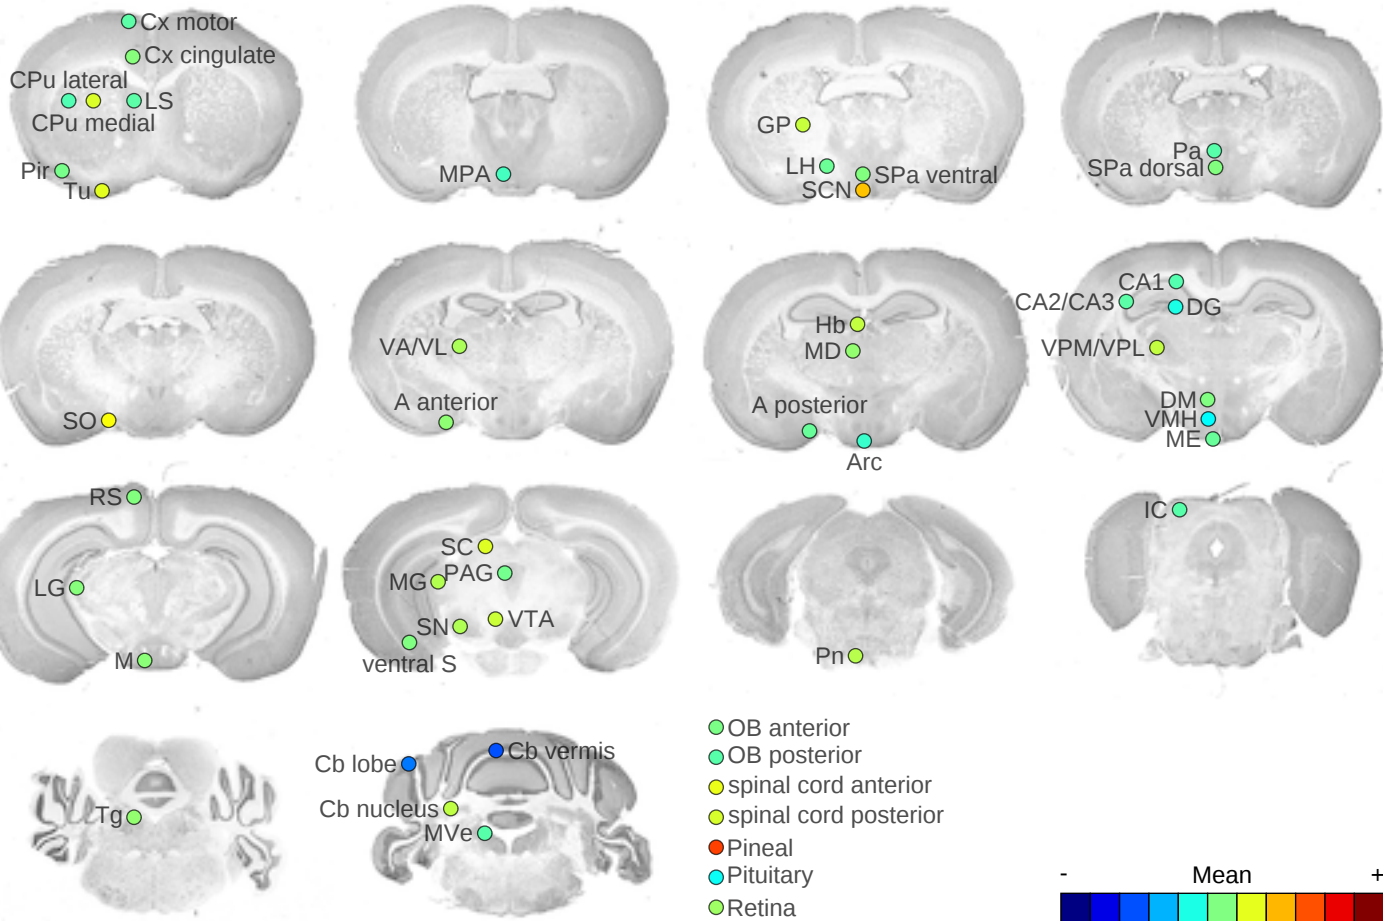 Cx motor
Cx cingulate
CPu lateral
LS
CPu medial
Pir
Tu
MPA
GP
LH
SPa ventral
SCN
Pa
SPa dorsal
SO
VA/VL
A anterior
Hb
MD
A posterior
Arc
CA1
CA2/CA3
DG
VPM/VPL
DM
VMH
ME
RS
LG
M
SC
MG
PAG
SN
VTA
ventral S
Pn
IC
Tg
Cb lobe
Cb vermis
Cb nucleus
MVe
OB anterior
OB posterior
spinal cord anterior
spinal cord posterior
Pineal
Pituitary
Retina
- Mean +